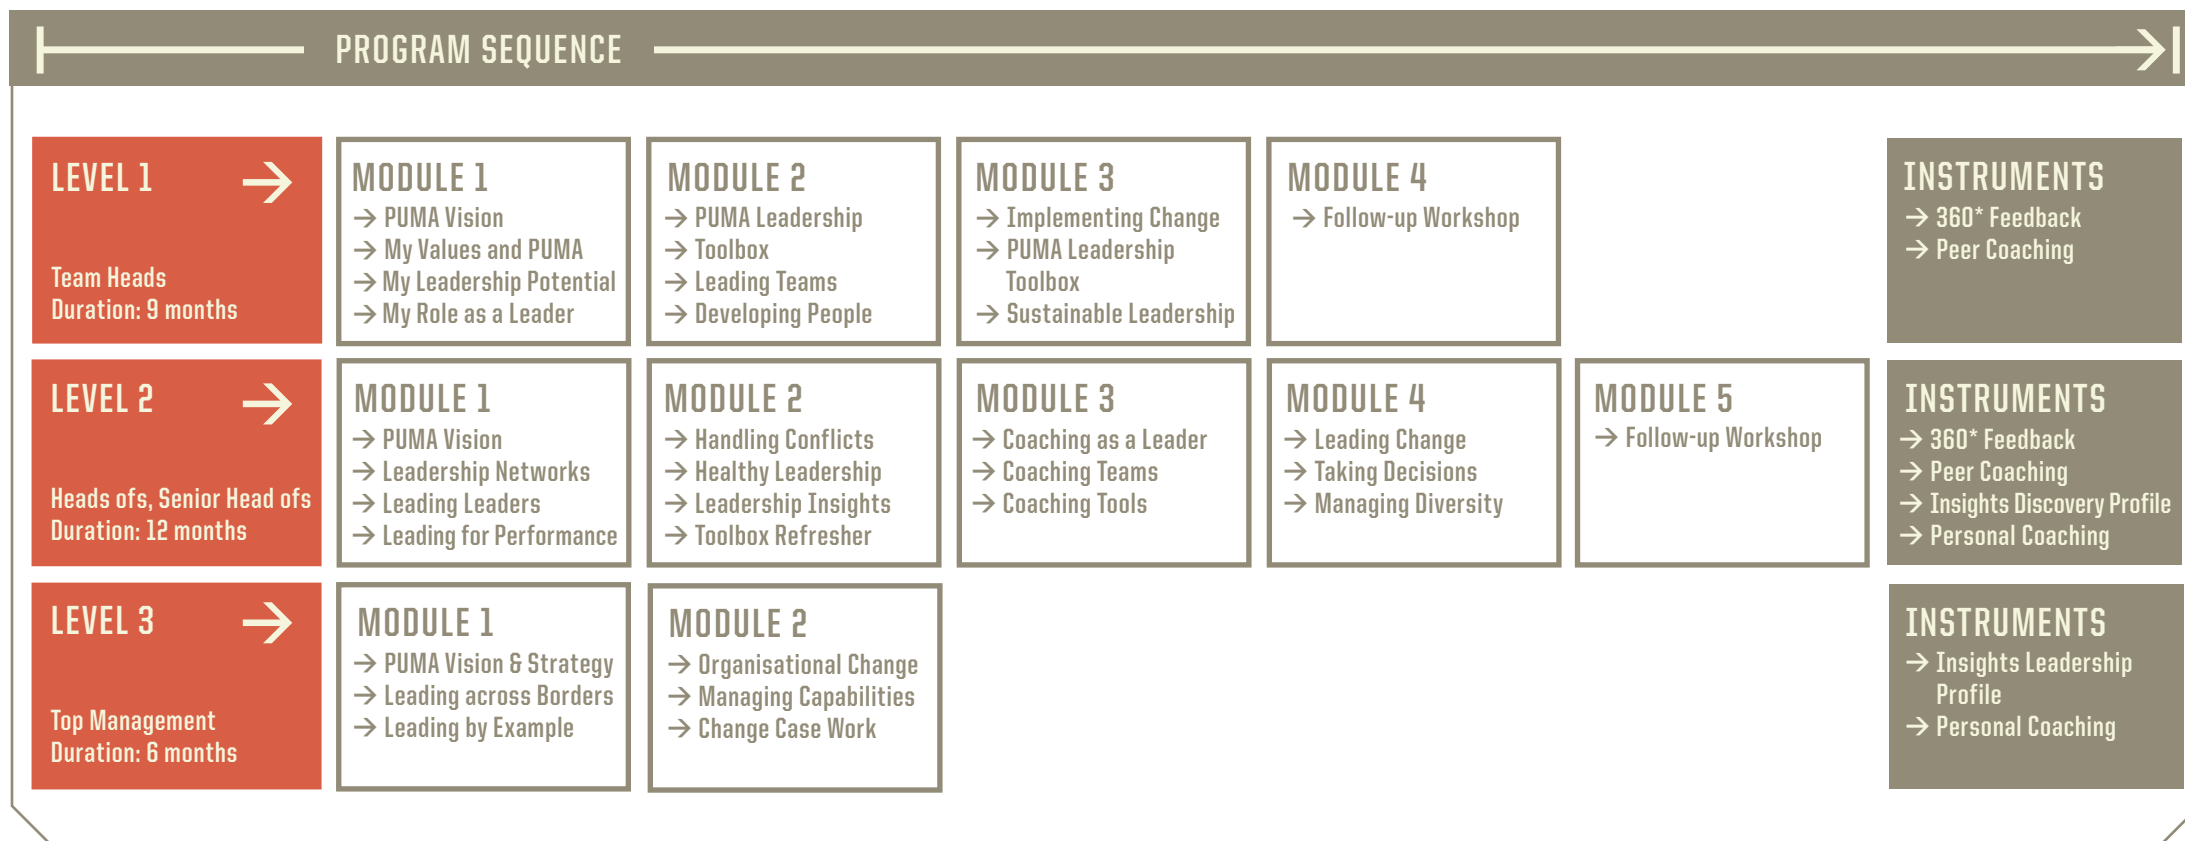 PROGRAM SEQUENCE
LEVEL 1
Team Heads
Duration: 9 months
MODULE 1
→ PUMA Vision
→ My Values and PUMA
→ My Leadership Potential
→ My Role as a Leader
MODULE 2
→ PUMA Leadership
→ Toolbox
→ Leading Teams
→ Developing People
MODULE 3
→ Implementing Change
→ PUMA Leadership
Toolbox
→ Sustainable Leadership
MODULE 4
→ Follow-up Workshop
INSTRUMENTS
→ 360* Feedback
→ Peer Coaching
LEVEL 2
Heads ofs, Senior Head ofs
Duration: 12 months
MODULE 1
→ PUMA Vision
→ Leadership Networks
→ Leading Leaders
→ Leading for Performance
MODULE 2
→ Handling Conflicts
→ Healthy Leadership
→ Leadership Insights
→ Toolbox Refresher
MODULE 3
→ Coaching as a Leader
→ Coaching Teams
→ Coaching Tools
MODULE 4
→ Leading Change
→ Taking Decisions
→ Managing Diversity
MODULE 5
→ Follow-up Workshop
INSTRUMENTS
→ 360* Feedback
→ Peer Coaching
→ Insights Discovery Profile
→ Personal Coaching
LEVEL 3
Top Management
Duration: 6 months
MODULE 1
→ PUMA Vision & Strategy
→ Leading across Borders
→ Leading by Example
MODULE 2
→ Organisational Change
→ Managing Capabilities
→ Change Case Work
INSTRUMENTS
→ Insights Leadership
Profile
→ Personal Coaching